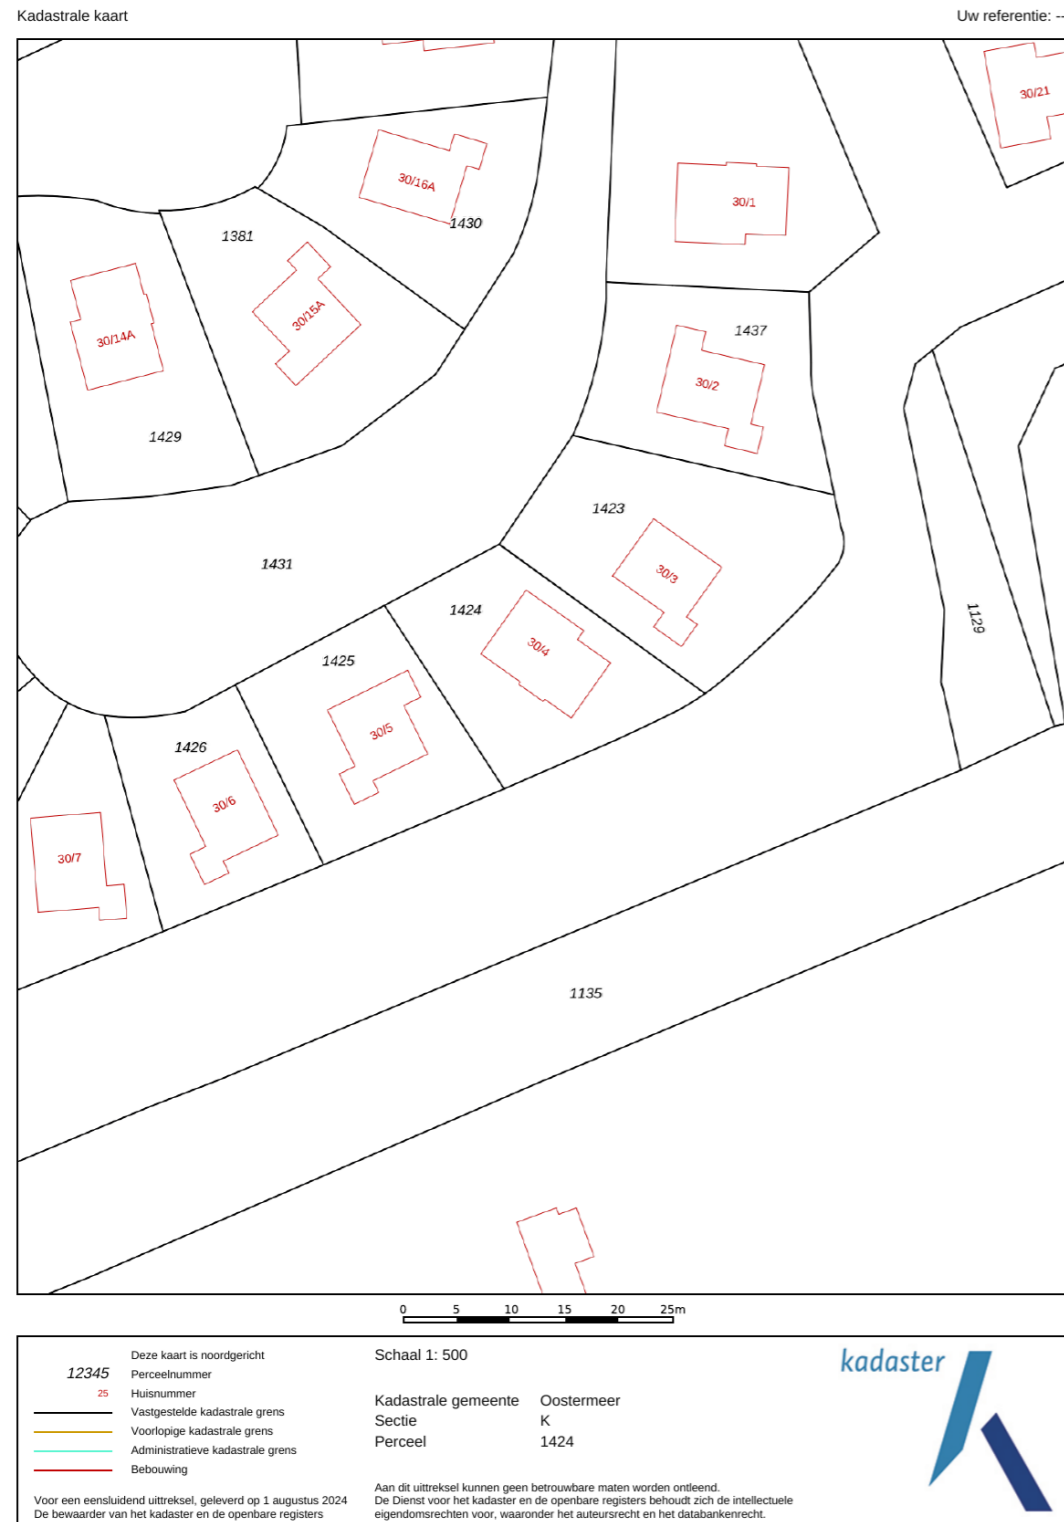 Kadastrale kaart
Uw referentie: --
30/21
30/16A
30/1
1430
1381
30/15A
30/14A
1437
30/2
1429
1423
1431
30/3
1424
1129
30/4
1425
30/5
1426
30/6
30/7
1135
0 5 10 15 20 25m
Deze kaart is noordgericht
12345 Perceelnummer
25 Huisnummer
Vastgestelde kadastrale grens
Voorlopige kadastrale grens
Administratieve kadastrale grens
Bebouwing
Voor een eensluidend uittreksel, geleverd op 1 augustus 2024
De bewaarder van het kadaster en de openbare registers
Schaal 1: 500
Kadastrale gemeente Oostermeer
Sectie K
Perceel 1424
Aan dit uittreksel kunnen geen betrouwbare maten worden ontleend.
De Dienst voor het kadaster en de openbare registers behoudt zich de intellectuele
eigendomsrechten voor, waaronder het auteursrecht en het databankenrecht.
kadaster